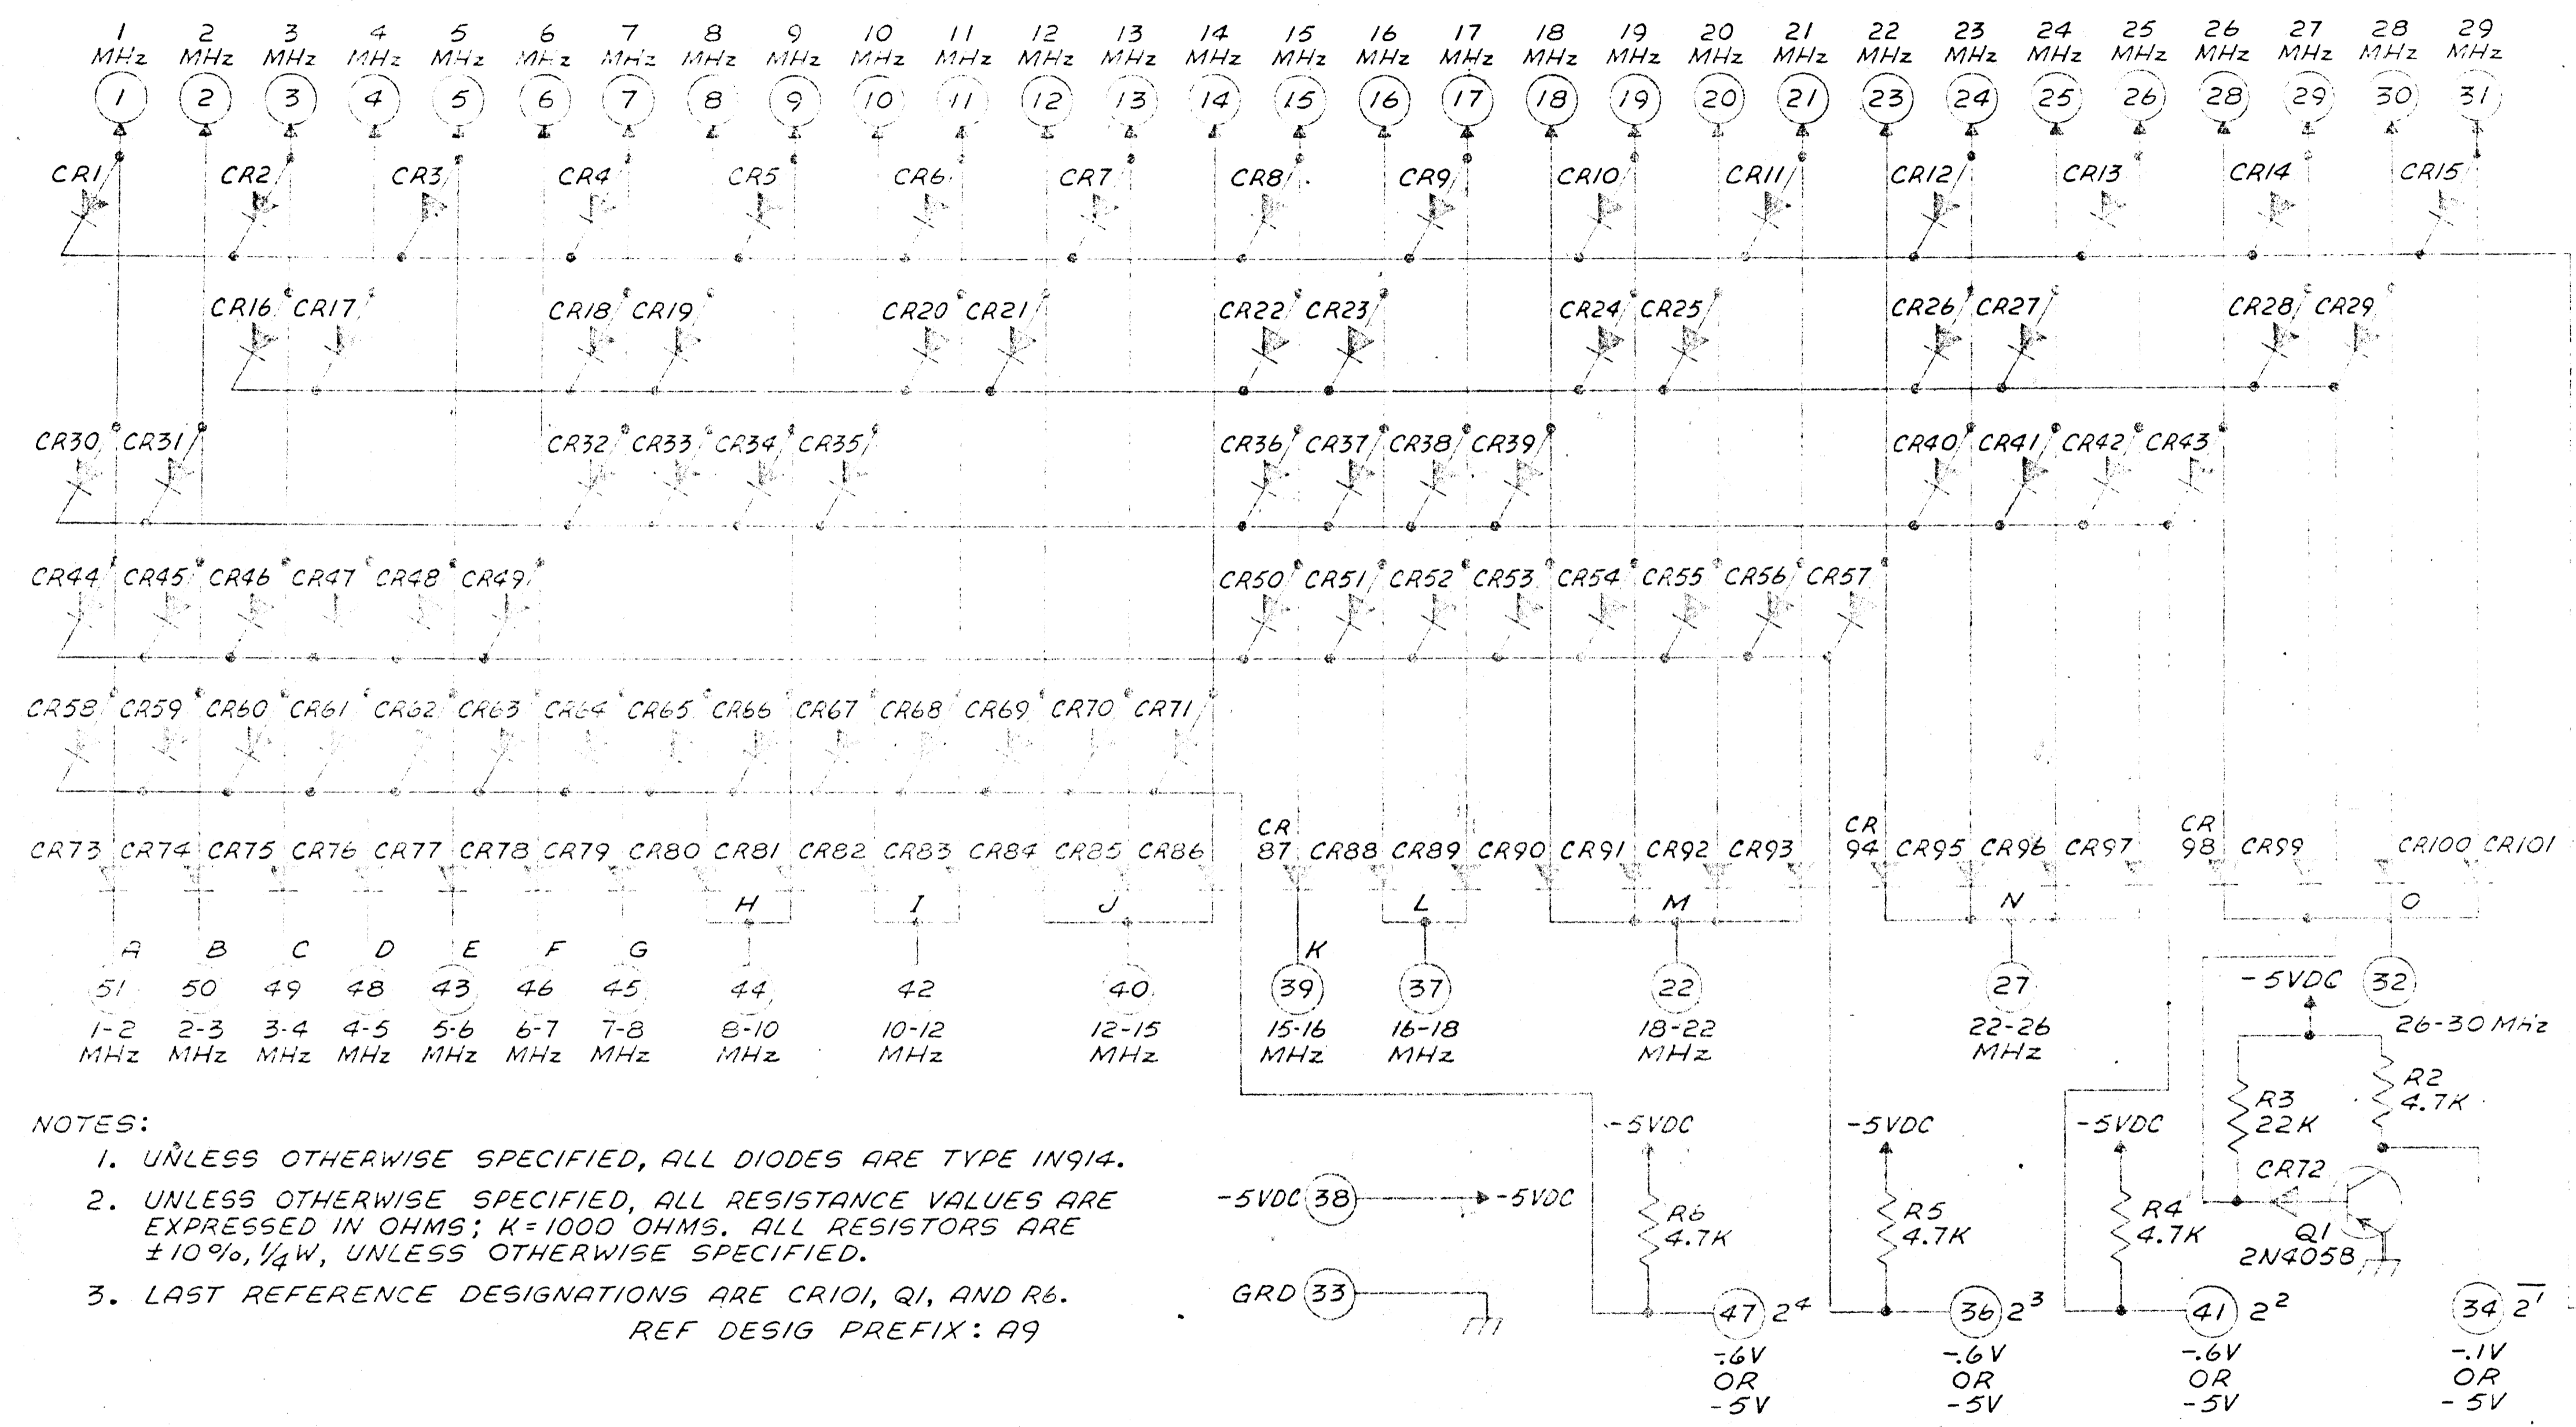 1 2 3 4 5 6 7 8 9 10 11 12 13 14 15 16 17 18 19 20 21 22 23 24 25 26 27 28 29
MHz MHz MHz MHz MHz MHz MHz MHz MHz MHz MHz MHz MHz MHz MHz MHz MHz MHz MHz MHz MHz MHz MHz MHz MHz MHz MHz MHz MHz
1 2 3 4 5 6 7 8 9 10 11 12 13 14 15 16 17 18 19 20 21 23 24 25 26 28 29 30 31
CR1 CR2 CR3 CR4 CR5 CR6 CR7 CR8 CR9 CR10 CR11 CR12 CR13 CR14 CR15
CR16 CR17 CR18 CR19 CR20 CR21 CR22 CR23 CR24 CR25 CR26 CR27 CR28 CR29
CR30 CR31 CR32 CR33 CR34 CR35 CR36 CR37 CR38 CR39 CR40 CR41 CR42 CR43
CR44 CR45 CR46 CR47 CR48 CR49 CR50 CR51 CR52 CR53 CR54 CR55 CR56 CR57
CR58 CR59 CR60 CR61 CR62 CR63 CR64 CR65 CR66 CR67 CR68 CR69 CR70 CR71
CR CR CR
CR73 CR74 CR75 CR76 CR77 CR78 CR79 CR80 CR81 CR82 CR83 CR84 CR85 CR86 87 CR88 CR89 CR90 CR91 CR92 CR93 94 CR95 CR96 CR97 98 CR99 CR100 CR101
H I J L M N O
A B C D E F G K
51 50 49 48 43 46 45 44 42 40 39 37 22 27 -5VDC 32
1-2 2-3 3-4 4-5 5-6 6-7 7-8 8-10 10-12 12-15 15-16 16-18 18-22 22-26 26-30 MHz
MHz MHz MHz MHz MHz MHz MHz MHz MHz MHz MHz MHz MHz MHz
R3 R2
22K 4.7K
-5VDC -5VDC -5VDC
NOTES:
1. UNLESS OTHERWISE SPECIFIED, ALL DIODES ARE TYPE IN914.
2. UNLESS OTHERWISE SPECIFIED, ALL RESISTANCE VALUES ARE
EXPRESSED IN OHMS; K=1000 OHMS. ALL RESISTORS ARE
±10%, 1/4W, UNLESS OTHERWISE SPECIFIED.
3. LAST REFERENCE DESIGNATIONS ARE CR101, Q1, AND R6.
REF DESIG PREFIX: A9
-5VDC 38 -5VDC
GRD 33
R6 R5 R4 CR72
4.7K 4.7K 4.7K Q1
2N4058
47 2⁴ 36 2³ 41 2² 34 2̅¹̅
-.6V -.6V -.6V -.1V
OR OR OR OR
-5V -5V -5V -5V